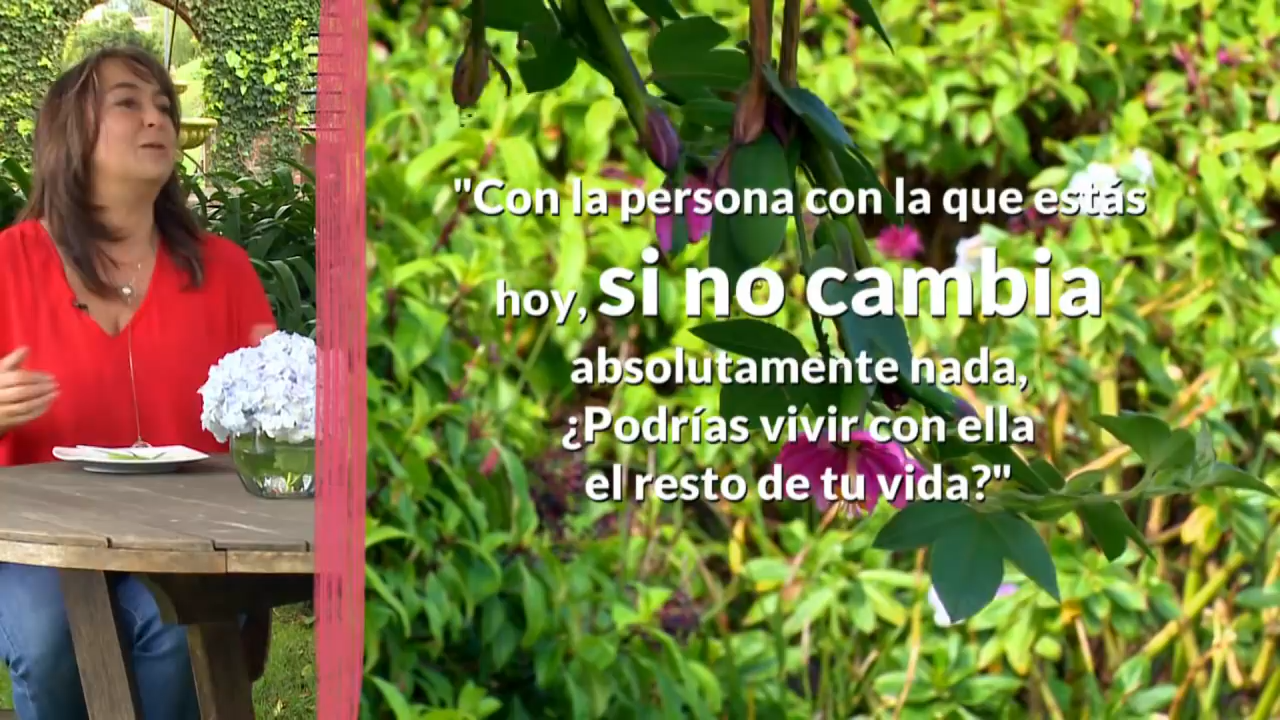 "Con la persona con la que estás
hoy, si no cambia
absolutamente nada,
¿Podrías vivir con ella
el resto de tu vida?"